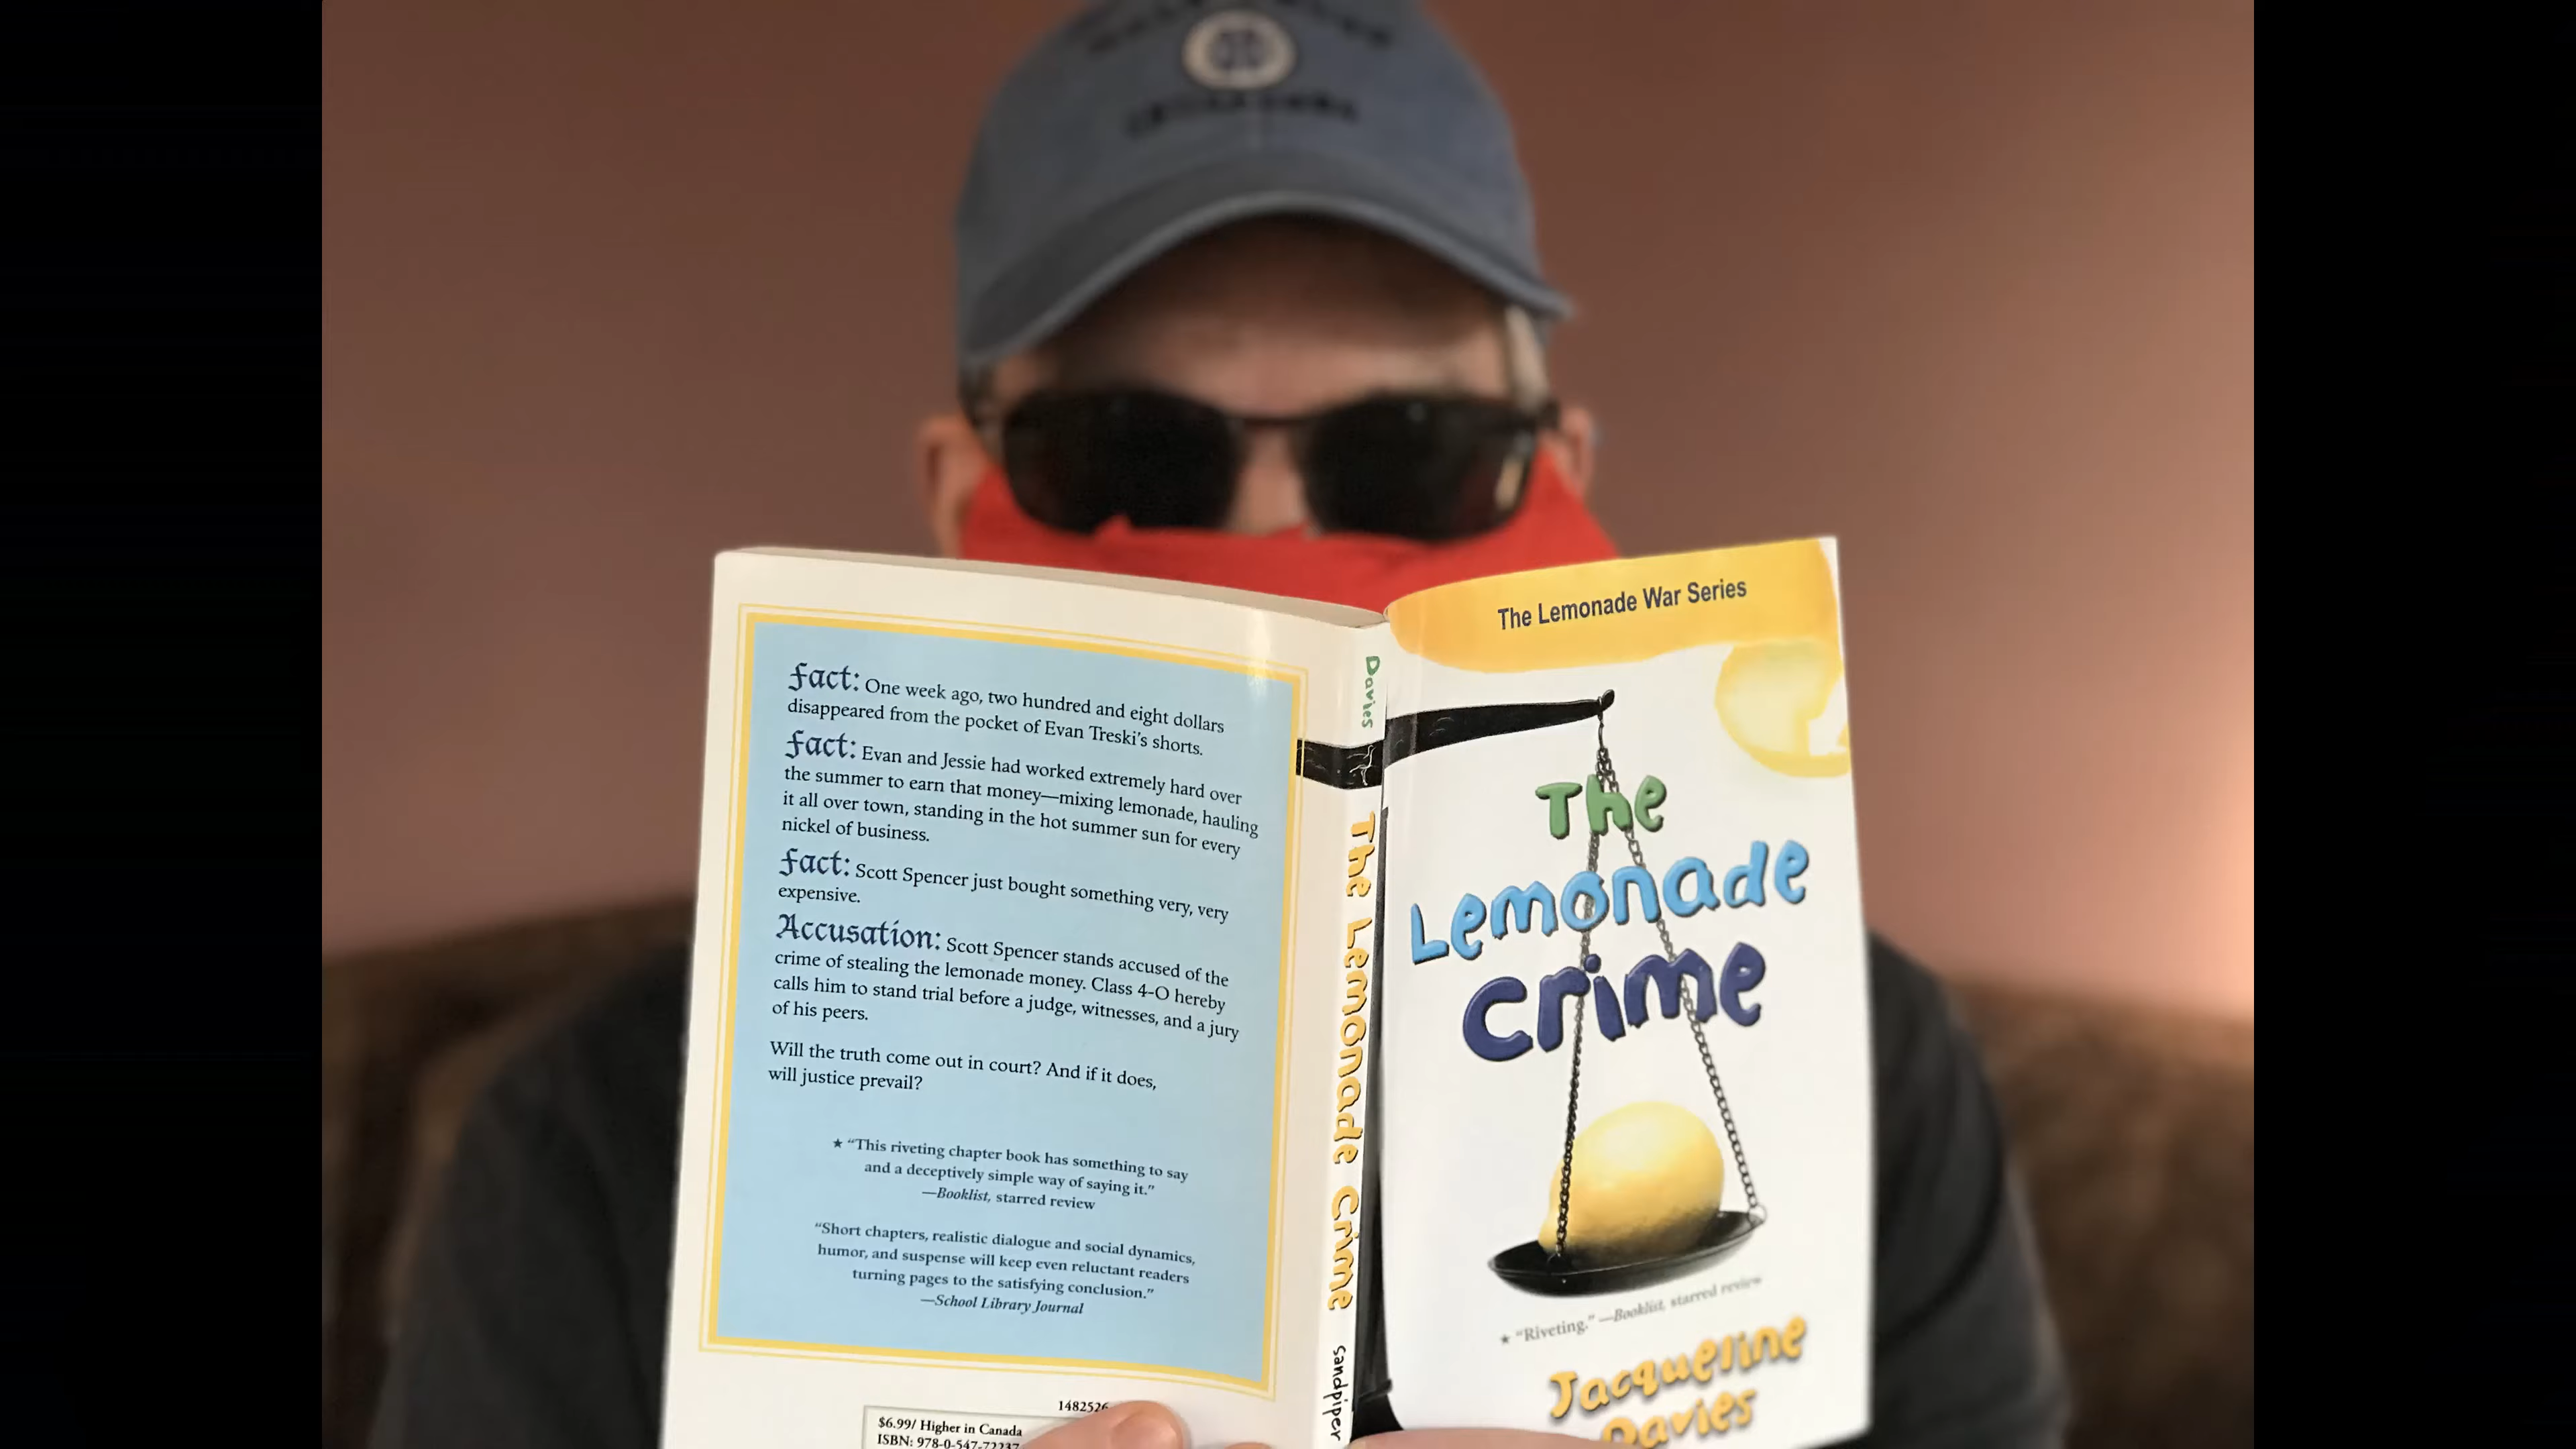 Fact: One week ago, two hundred and eight dollars
disappeared from the pocket of Evan Treski's shorts.
Fact: Evan and Jessie had worked extremely hard over
the summer to earn that money—mixing lemonade, hauling
it all over town, standing in the hot summer sun for every
nickel of business.
Fact: Scott Spencer just bought something very, very
expensive.
Accusation: Scott Spencer stands accused of the
crime of stealing the lemonade money. Class 4-O hereby
calls him to stand trial before a judge, witnesses, and a jury
of his peers.
Will the truth come out in court? And if it does,
will justice prevail?
★ “This riveting chapter book has something to say
and a deceptively simple way of saying it.”
—Booklist, starred review
“Short chapters, realistic dialogue and social dynamics,
humor, and suspense will keep even reluctant readers
turning pages to the satisfying conclusion.”
—School Library Journal
1482526
$6.99/ Higher in Canada
ISBN: 978-0-547-72237
Davies
The Lemonade Crime
sandpiper
The Lemonade War Series
The
Lemonade
Crime
★ “Riveting.” —Booklist, starred review
Jacqueline
Davies